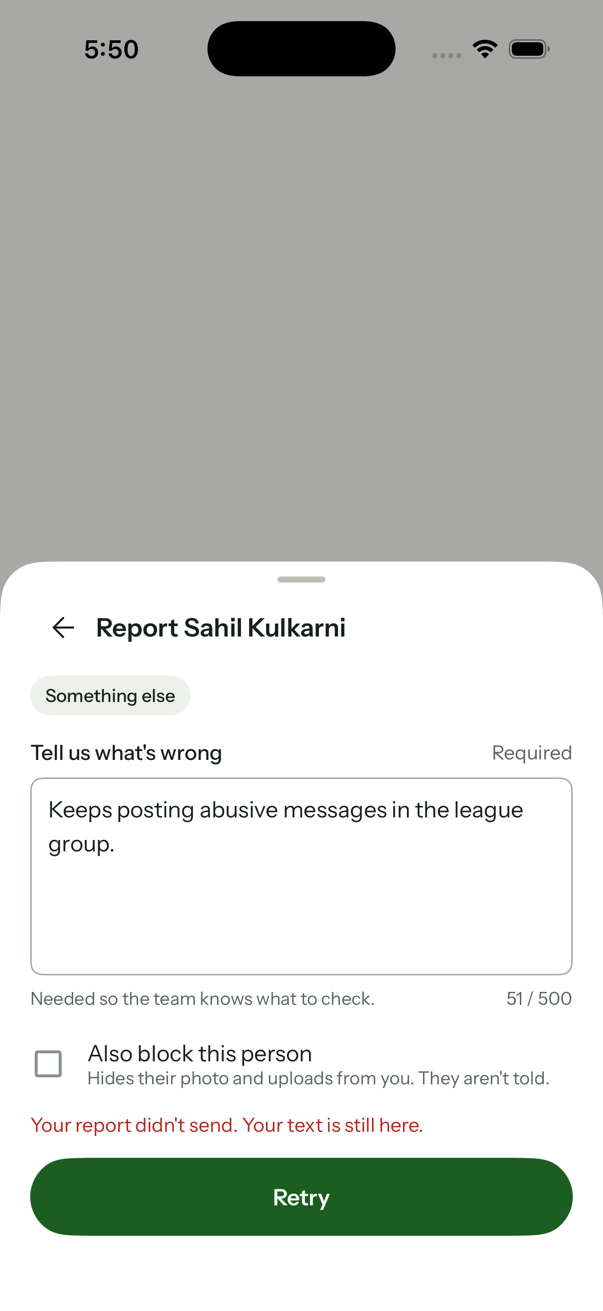 5:50
Report Sahil Kulkarni
Something else
Tell us what's wrong Required
Keeps posting abusive messages in the league
group.
Needed so the team knows what to check. 51 / 500
Also block this person
Hides their photo and uploads from you. They aren't told.
Your report didn't send. Your text is still here.
Retry